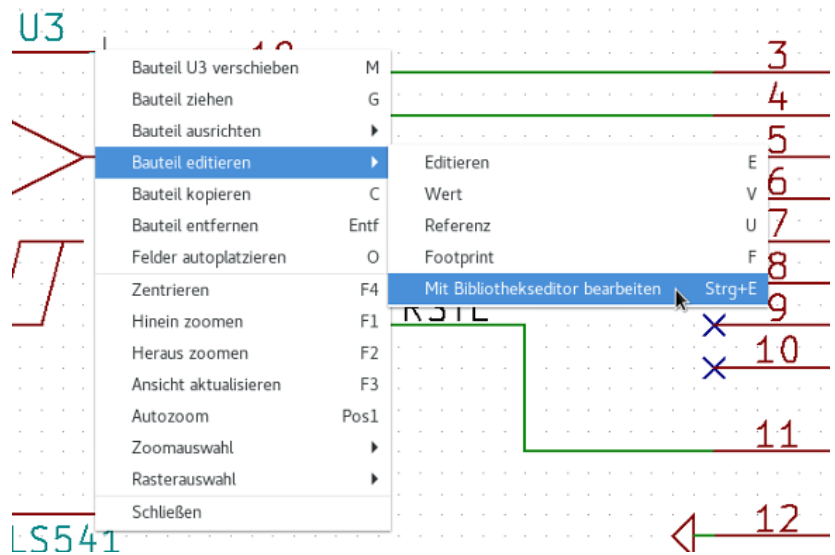 U3
3
Bauteil U3 verschieben M
4
Bauteil ziehen G
Bauteil ausrichten
5
Bauteil editieren
Editieren E
Bauteil kopieren C
Wert V
6
Bauteil entfernen Entf
Referenz U
7
Felder autoplatzieren O
Footprint F
8
Zentrieren F4
Mit Bibliothekseditor bearbeiten Strg+E
9
Hinein zoomen F1
Heraus zoomen F2
10
Ansicht aktualisieren F3
Autozoom Pos1
Zoomauswahl
11
Rasterauswahl
Schließen
12
LS541